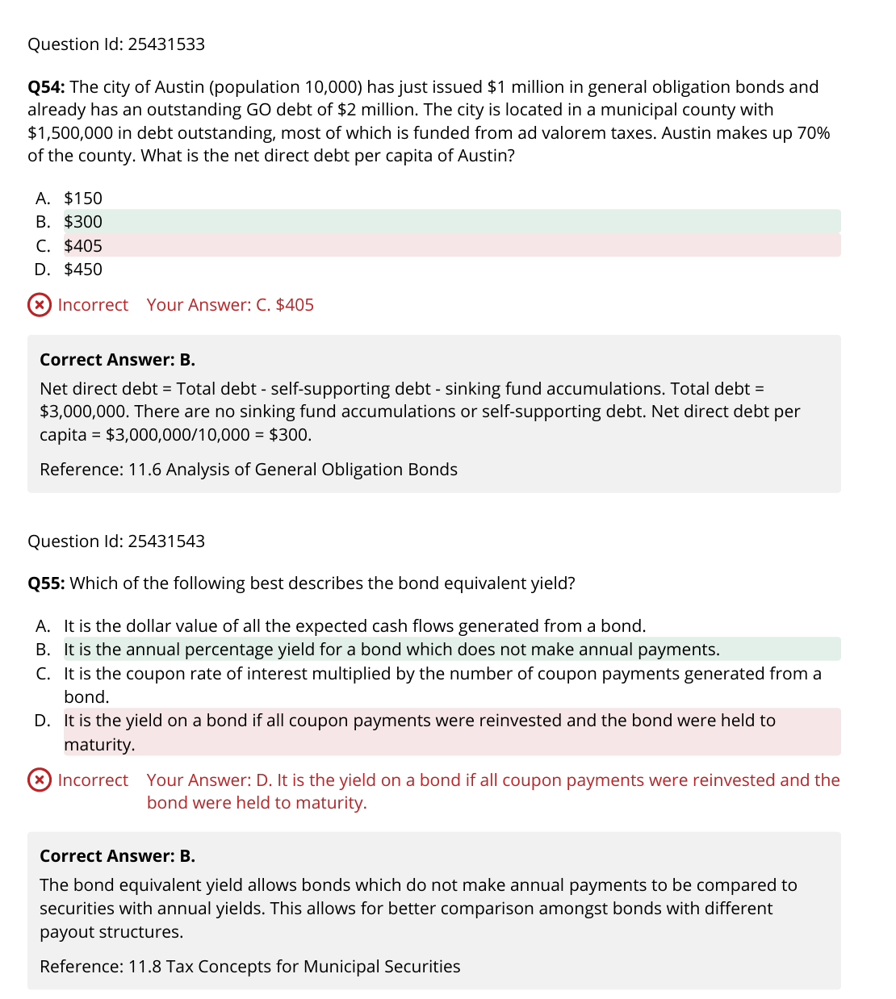 Question Id: 25431533
Q54: The city of Austin (population 10,000) has just issued $1 million in general obligation bonds and
already has an outstanding GO debt of $2 million. The city is located in a municipal county with
$1,500,000 in debt outstanding, most of which is funded from ad valorem taxes. Austin makes up 70%
of the county. What is the net direct debt per capita of Austin?
A. $150
B. $300
C. $405
D. $450
Incorrect Your Answer: C. $405
Correct Answer: B.
Net direct debt = Total debt - self-supporting debt - sinking fund accumulations. Total debt =
$3,000,000. There are no sinking fund accumulations or self-supporting debt. Net direct debt per
capita = $3,000,000/10,000 = $300.
Reference: 11.6 Analysis of General Obligation Bonds
Question Id: 25431543
Q55: Which of the following best describes the bond equivalent yield?
A. It is the dollar value of all the expected cash flows generated from a bond.
B. It is the annual percentage yield for a bond which does not make annual payments.
C. It is the coupon rate of interest multiplied by the number of coupon payments generated from a
bond.
D. It is the yield on a bond if all coupon payments were reinvested and the bond were held to
maturity.
Incorrect Your Answer: D. It is the yield on a bond if all coupon payments were reinvested and the
bond were held to maturity.
Correct Answer: B.
The bond equivalent yield allows bonds which do not make annual payments to be compared to
securities with annual yields. This allows for better comparison amongst bonds with different
payout structures.
Reference: 11.8 Tax Concepts for Municipal Securities